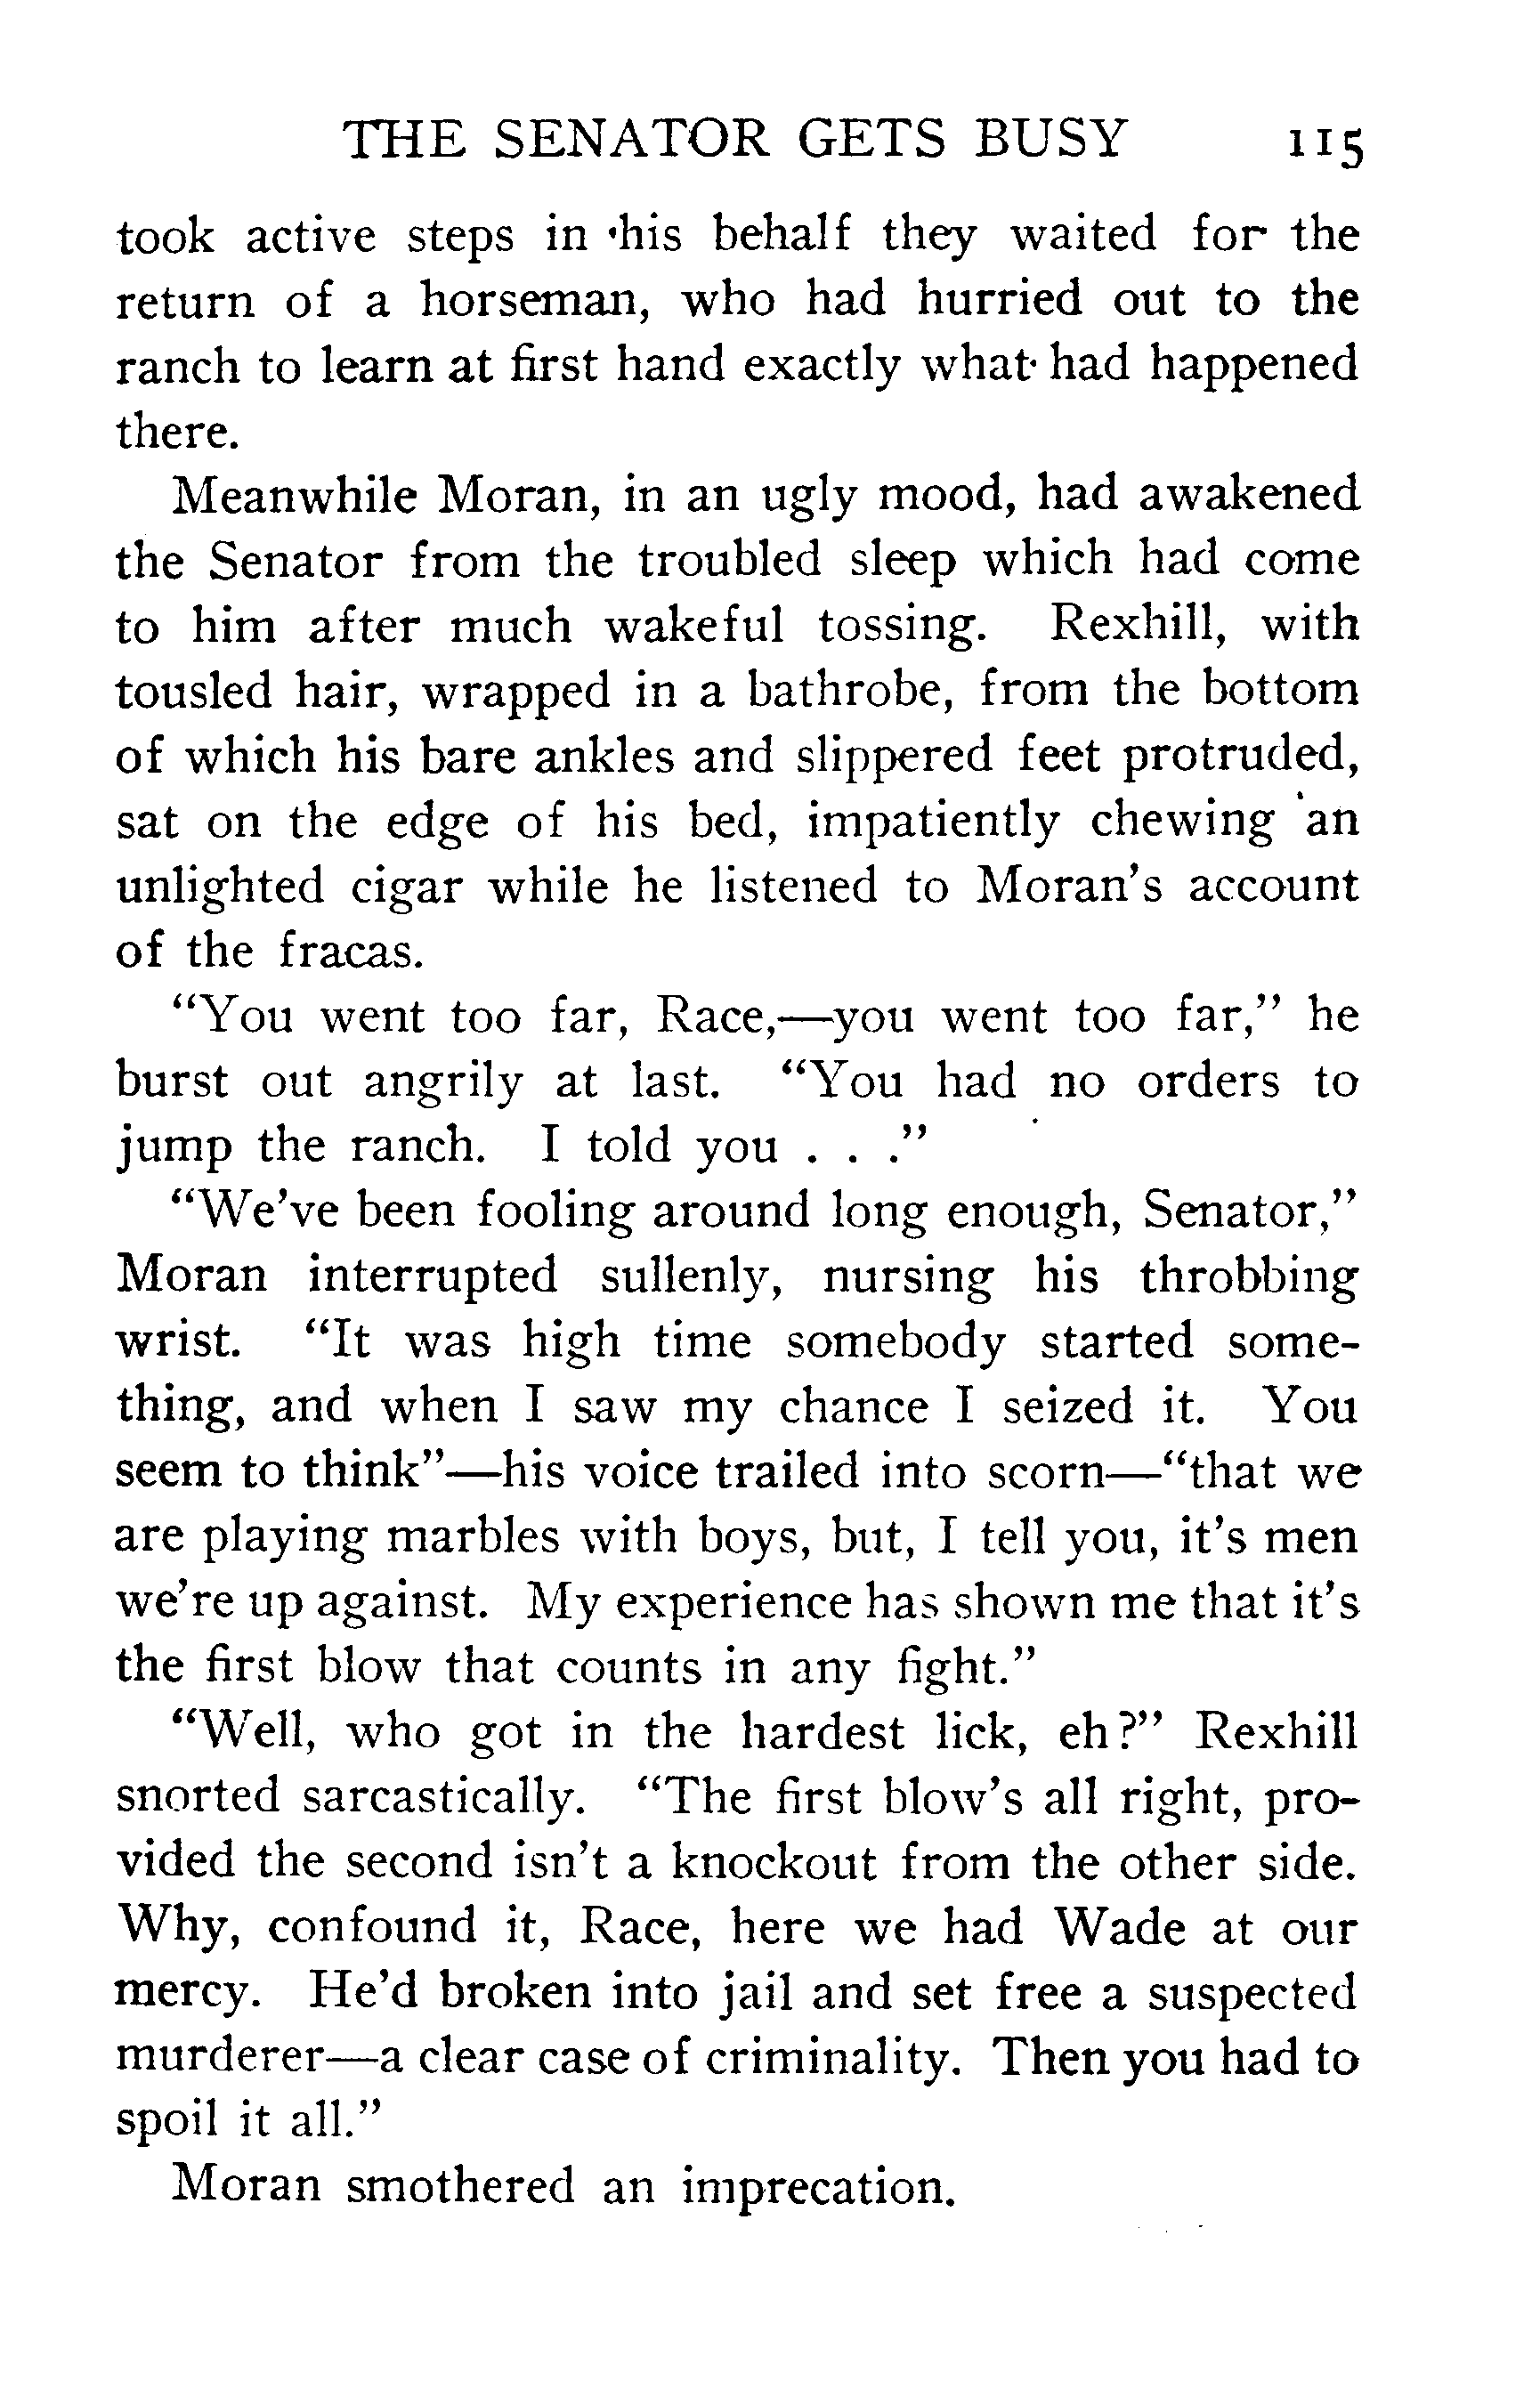 THE SENATOR GETS BUSY 115
took active steps in his behalf they waited for the
return of a horseman, who had hurried out to the
ranch to learn at first hand exactly what had happened
there.
Meanwhile Moran, in an ugly mood, had awakened
the Senator from the troubled sleep which had come
to him after much wakeful tossing. Rexhill, with
tousled hair, wrapped in a bathrobe, from the bottom
of which his bare ankles and slippered feet protruded,
sat on the edge of his bed, impatiently chewing an
unlighted cigar while he listened to Moran's account
of the fracas.
"You went too far, Race,—you went too far," he
burst out angrily at last. "You had no orders to
jump the ranch. I told you . . ."
"We've been fooling around long enough, Senator,"
Moran interrupted sullenly, nursing his throbbing
wrist. "It was high time somebody started some-
thing, and when I saw my chance I seized it. You
seem to think"—his voice trailed into scorn—"that we
are playing marbles with boys, but, I tell you, it's men
we're up against. My experience has shown me that it's
the first blow that counts in any fight."
"Well, who got in the hardest lick, eh?" Rexhill
snorted sarcastically. "The first blow's all right, pro-
vided the second isn't a knockout from the other side.
Why, confound it, Race, here we had Wade at our
mercy. He'd broken into jail and set free a suspected
murderer—a clear case of criminality. Then you had to
spoil it all."
Moran smothered an imprecation.